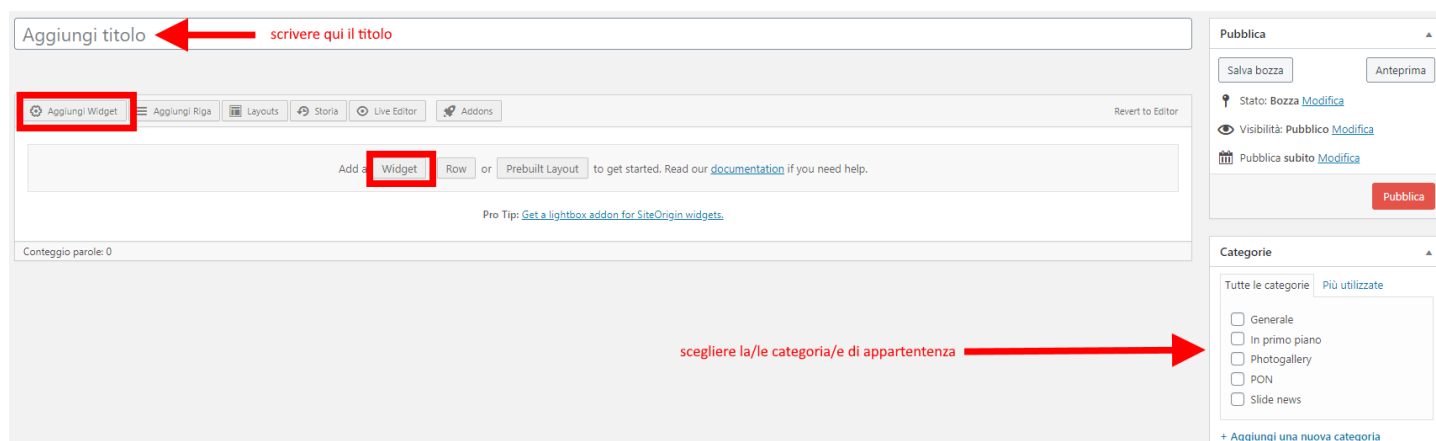 Aggiungi titolo
scrivere qui il titolo
Aggiungi Widget Aggiungi Riga Layouts Storia Live Editor Addons Revert to Editor
Add a Widget Row or Prebuilt Layout to get started. Read our documentation if you need help.
Pro Tip: Get a lightbox addon for SiteOrigin widgets.
Conteggio parole: 0
Pubblica
Salva bozza Anteprima
Stato: Bozza Modifica
Visibilità: Pubblico Modifica
Pubblica subito Modifica
Pubblica
Categorie
Tutte le categorie Più utilizzate
Generale
In primo piano
Photogallery
PON
Slide news
+ Aggiungi una nuova categoria
scegliere la/le categoria/e di appartentenza